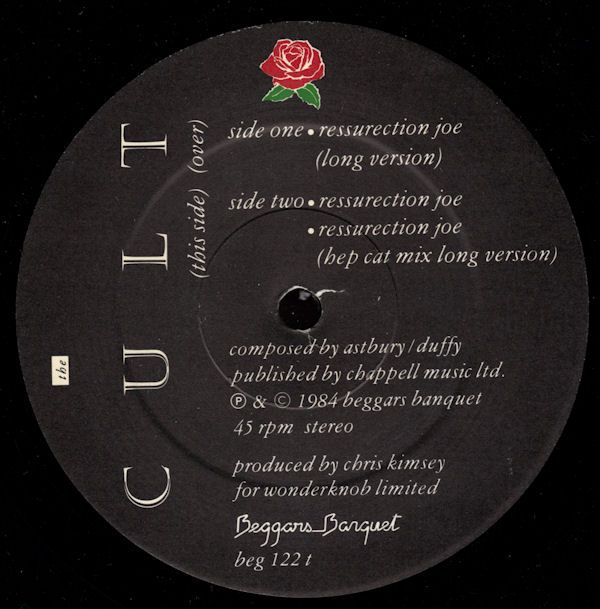 the
CULT
(this side) (over)
side one • ressurection joe
(long version)
side two • ressurection joe
• ressurection joe
(hep cat mix long version)
composed by astbury/duffy
published by chappell music ltd.
℗ & © 1984 beggars banquet
45 rpm stereo
produced by chris kimsey
for wonderknob limited
Beggars Banquet
beg 122 t